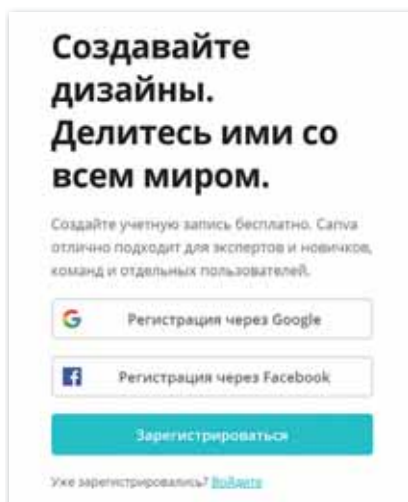 Создавайте
дизайны.
Делитесь ими со
всем миром.
Создайте учетную запись бесплатно. Canva
отлично подходит для экспертов и новичков,
команд и отдельных пользователей.
Регистрация через Google
Регистрация через Facebook
Зарегистрироваться
Уже зарегистрировались? Войдите